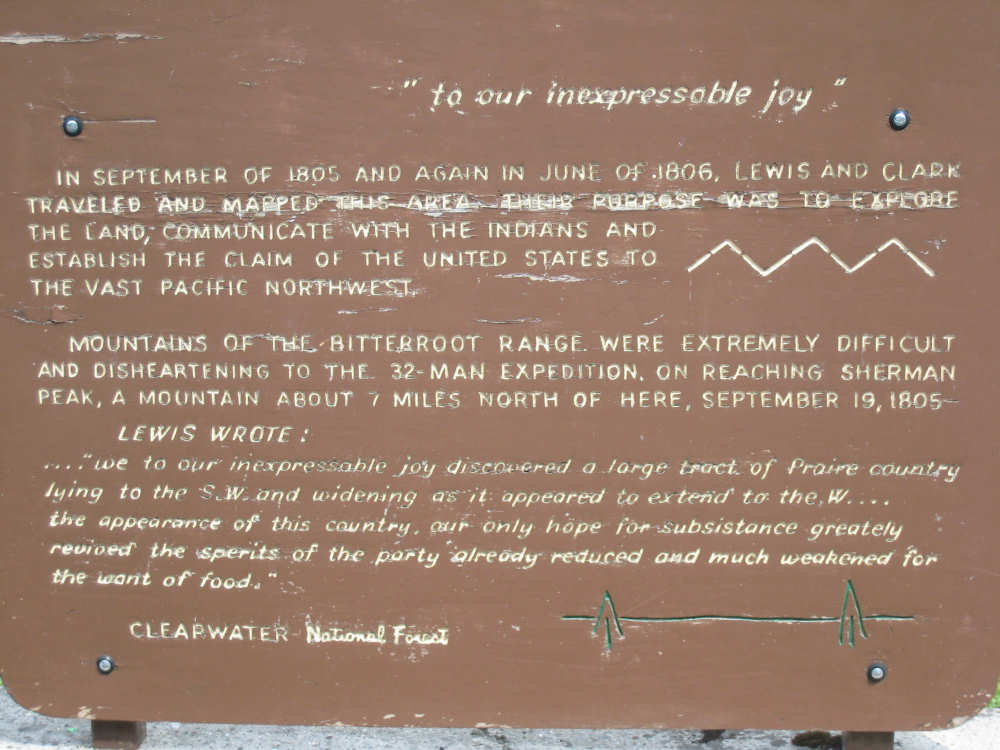 " to our inexpressable joy "
IN SEPTEMBER OF 1805 AND AGAIN IN JUNE OF 1806, LEWIS AND CLARK
TRAVELED AND MAPPED THIS AREA. THEIR PURPOSE WAS TO EXPLORE
THE LAND, COMMUNICATE WITH THE INDIANS AND
ESTABLISH THE CLAIM OF THE UNITED STATES TO
THE VAST PACIFIC NORTHWEST.
MOUNTAINS OF THE BITTERROOT RANGE WERE EXTREMELY DIFFICULT
AND DISHEARTENING TO THE 32-MAN EXPEDITION. ON REACHING SHERMAN
PEAK, A MOUNTAIN ABOUT 7 MILES NORTH OF HERE, SEPTEMBER 19, 1805
LEWIS WROTE:
...."we to our inexpressable joy discovered a large tract of Praire country
lying to the S.W. and widening as it appeared to extend to the W....
the appearance of this country, our only hope for subsistance greately
revived the sperits of the party already reduced and much weakened for
the want of food."
CLEARWATER National Forest